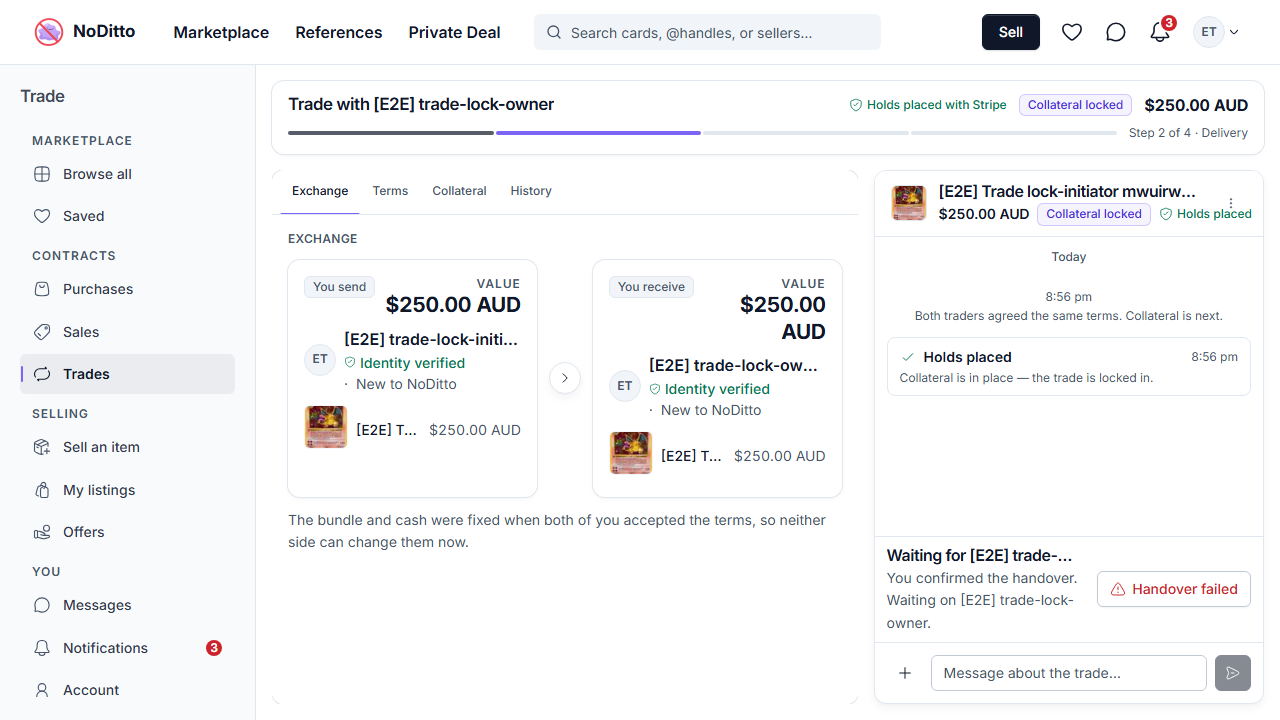 NoDitto
Marketplace
References
Private Deal
Search cards, @handles, or sellers...
Sell
3
ET
Trade
MARKETPLACE
Browse all
Saved
CONTRACTS
Purchases
Sales
Trades
SELLING
Sell an item
My listings
Offers
YOU
Messages
Notifications
3
Account
Trade with [E2E] trade-lock-owner
Holds placed with Stripe
Collateral locked
$250.00 AUD
Step 2 of 4 · Delivery
Exchange
Terms
Collateral
History
EXCHANGE
You send
VALUE
$250.00 AUD
ET
[E2E] trade-lock-initi...
Identity verified
· New to NoDitto
[E2E] T...
$250.00 AUD
You receive
VALUE
$250.00
AUD
ET
[E2E] trade-lock-ow...
Identity verified
· New to NoDitto
[E2E] T...
$250.00 AUD
The bundle and cash were fixed when both of you accepted the terms, so neither
side can change them now.
[E2E] Trade lock-initiator mwuirw...
$250.00 AUD
Collateral locked
Holds placed
Today
8:56 pm
Both traders agreed the same terms. Collateral is next.
Holds placed
8:56 pm
Collateral is in place — the trade is locked in.
Waiting for [E2E] trade-...
You confirmed the handover.
Waiting on [E2E] trade-lock-
owner.
Handover failed
Message about the trade...